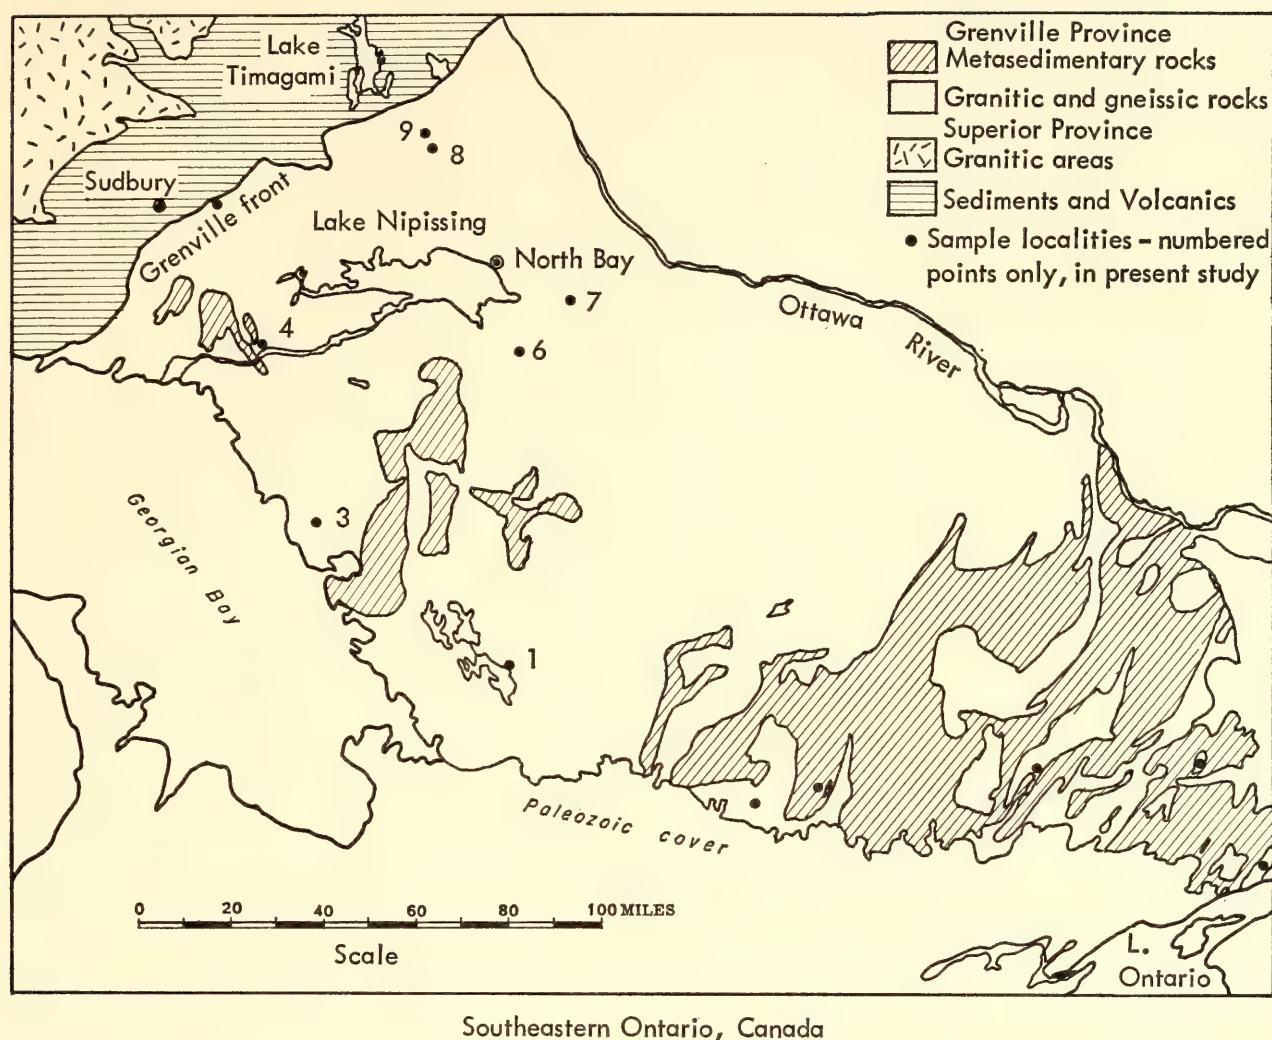 Lake
Timagami
9
8
Sudbury
Grenville front
Lake Nipissing
North Bay
7
4
6
Ottawa
River
3
Georgian Bay
1
Paleozoic cover
0 20 40 60 80 100 MILES
Scale
L.
Ontario
Grenville Province
Metasedimentary rocks
Granitic and gneissic rocks
Superior Province
Granitic areas
Sediments and Volcanics
Sample localities – numbered
points only, in present study
Southeastern Ontario, Canada